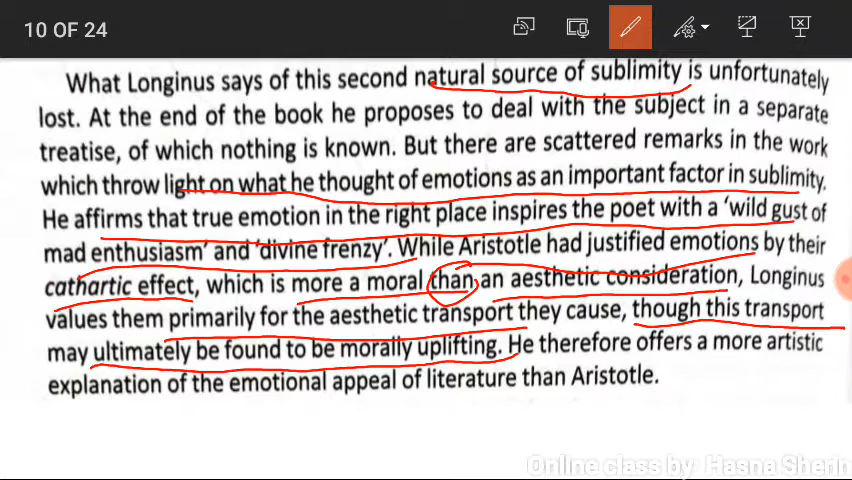 10 OF 24
What Longinus says of this second natural source of sublimity is unfortunately
lost. At the end of the book he proposes to deal with the subject in a separate
treatise, of which nothing is known. But there are scattered remarks in the work
which throw light on what he thought of emotions as an important factor in sublimity.
He affirms that true emotion in the right place inspires the poet with a ‘wild gust of
mad enthusiasm’ and ‘divine frenzy’. While Aristotle had justified emotions by their
cathartic effect, which is more a moral than an aesthetic consideration, Longinus
values them primarily for the aesthetic transport they cause, though this transport
may ultimately be found to be morally uplifting. He therefore offers a more artistic
explanation of the emotional appeal of literature than Aristotle.
Online class by Hasna Sherin